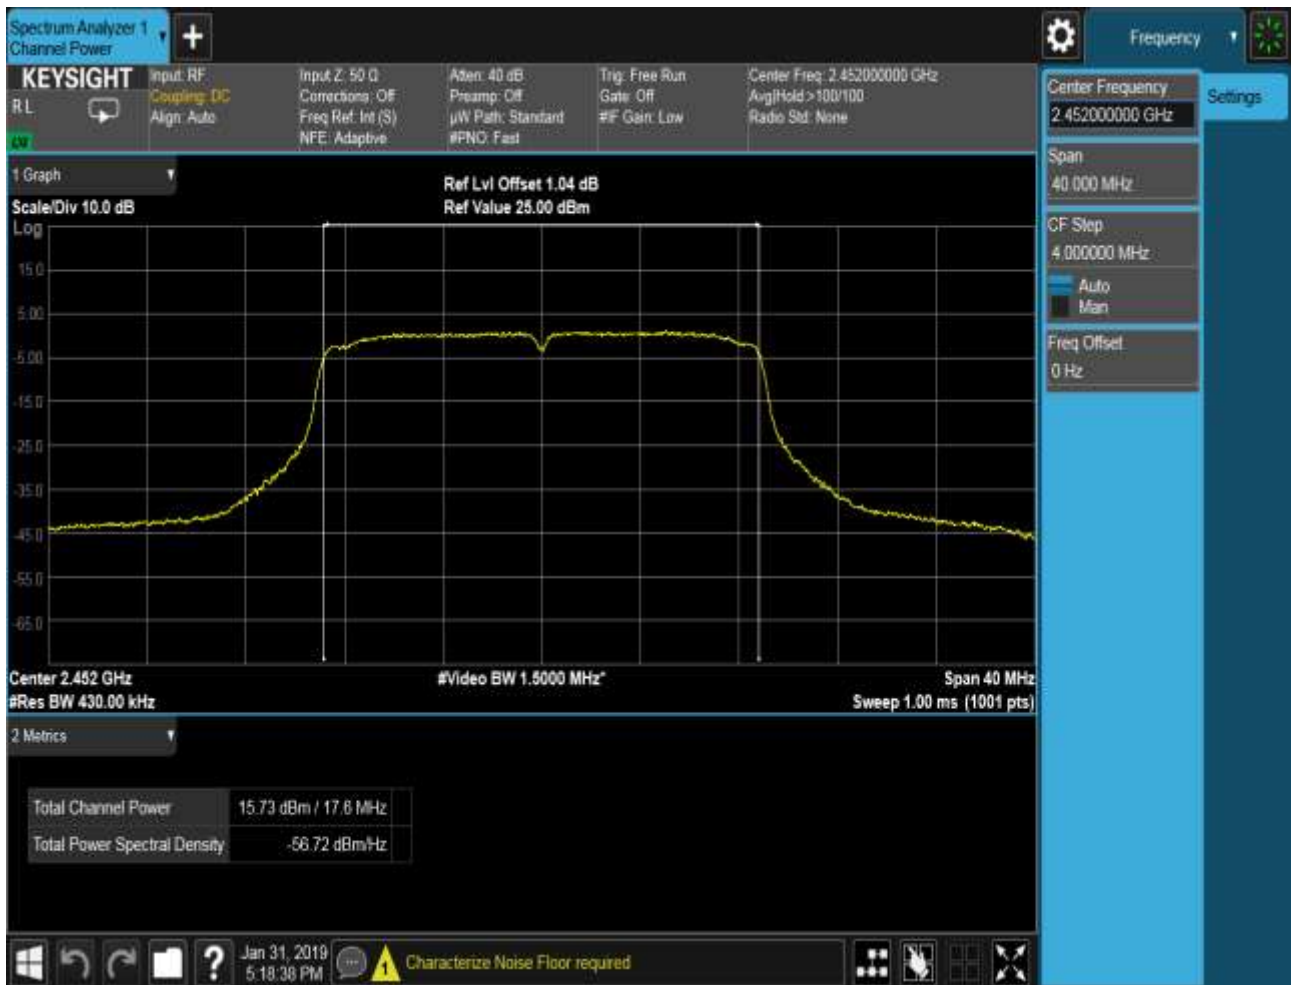 Spectrum Analyzer 1
Channel Power
Frequency
KEYSIGHT
R L
Input: RF
Coupling: DC
Align: Auto
Input Z: 50 Ω
Corrections: Off
Freq Ref: Int (S)
NFE: Adaptive
Atten: 40 dB
Preamp: Off
µW Path: Standard
#PNO: Fast
Trig: Free Run
Gate: Off
#IF Gain: Low
Center Freq: 2.452000000 GHz
Avg|Hold:>100/100
Radio Std: None
Center Frequency
2.452000000 GHz
Settings
Span
40.000 MHz
CF Step
4.000000 MHz
Auto
Man
Freq Offset
0 Hz
1 Graph
Scale/Div 10.0 dB
Ref Lvl Offset 1.04 dB
Ref Value 25.00 dBm
Log
15.0
5.00
-5.00
-15.0
-25.0
-35.0
-45.0
-55.0
-65.0
Center 2.452 GHz
#Video BW 1.5000 MHz*
Span 40 MHz
#Res BW 430.00 kHz
Sweep 1.00 ms (1001 pts)
2 Metrics
Total Channel Power 15.73 dBm / 17.6 MHz
Total Power Spectral Density -56.72 dBm/Hz
Jan 31, 2019
5:18:38 PM
1
Characterize Noise Floor required